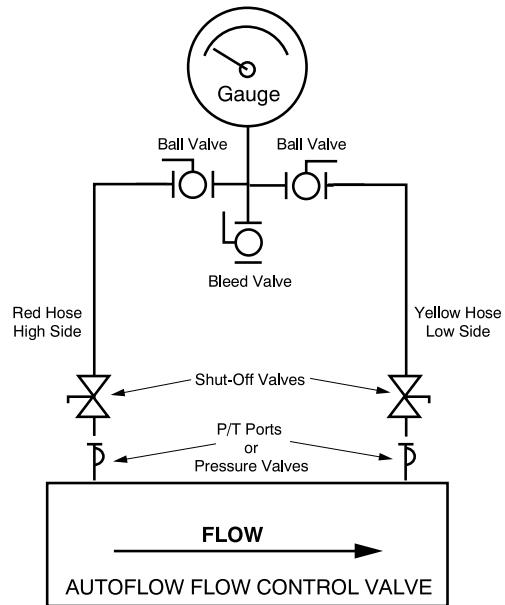 Gauge
Ball Valve
Ball Valve
Bleed Valve
Red Hose
High Side
Yellow Hose
Low Side
Shut-Off Valves
P/T Ports
or
Pressure Valves
FLOW
AUTOFLOW FLOW CONTROL VALVE